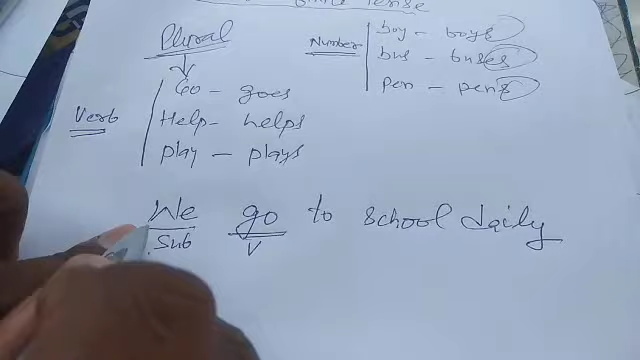 Tense
Plural
Number
boy - boys
bus - buses
pen - pens
Verb
Go - goes
Help - helps
play - plays
We go to school daily
Sub V